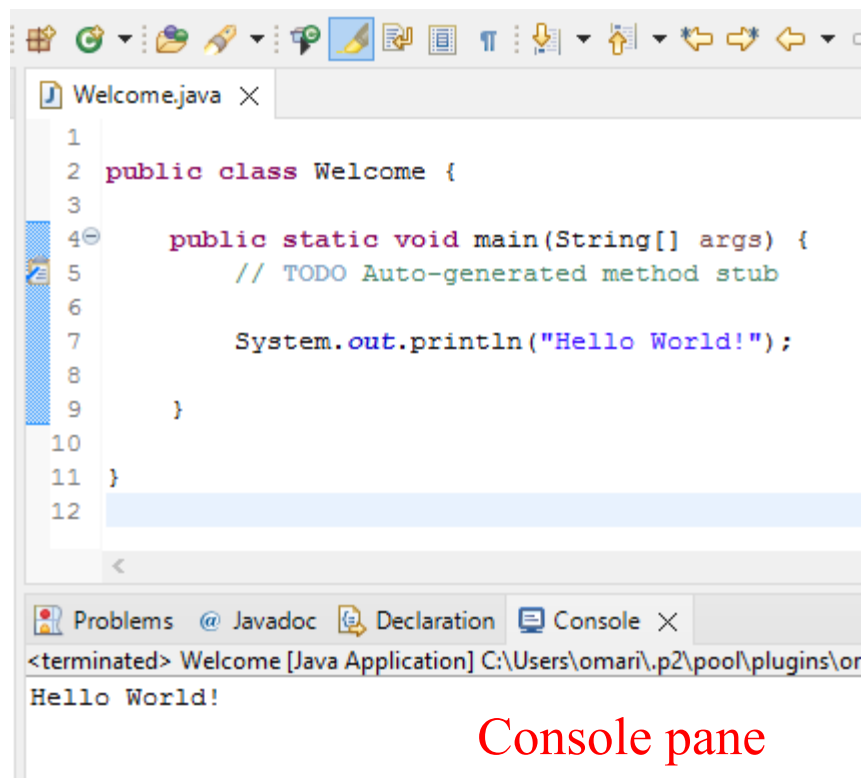 Welcome.java
1
2 public class Welcome {
3
4 public static void main(String[] args) {
5 // TODO Auto-generated method stub
6
7 System.out.println("Hello World!");
8
9 }
10
11 }
12
Problems @ Javadoc Declaration Console
<terminated> Welcome [Java Application] C:\Users\omari\.p2\pool\plugins\or
Hello World!
Console pane